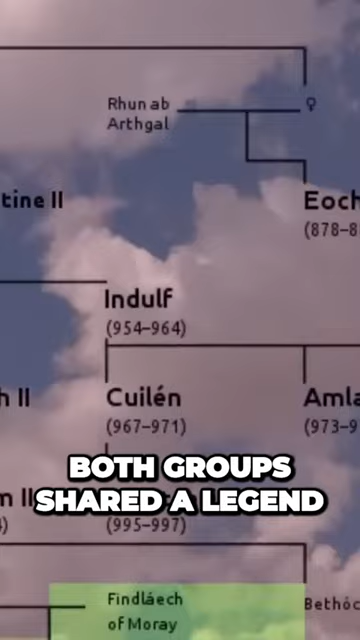 Rhun ab
Arthgal
♀
tine II
Eoch
(878–8
Indulf
(954–964)
h II
Cuilén
Amla
(967–971)
(973–9
BOTH GROUPS
m II
SHARED A LEGEND
)
(995–997)
Findláech
of Moray
Bethóc